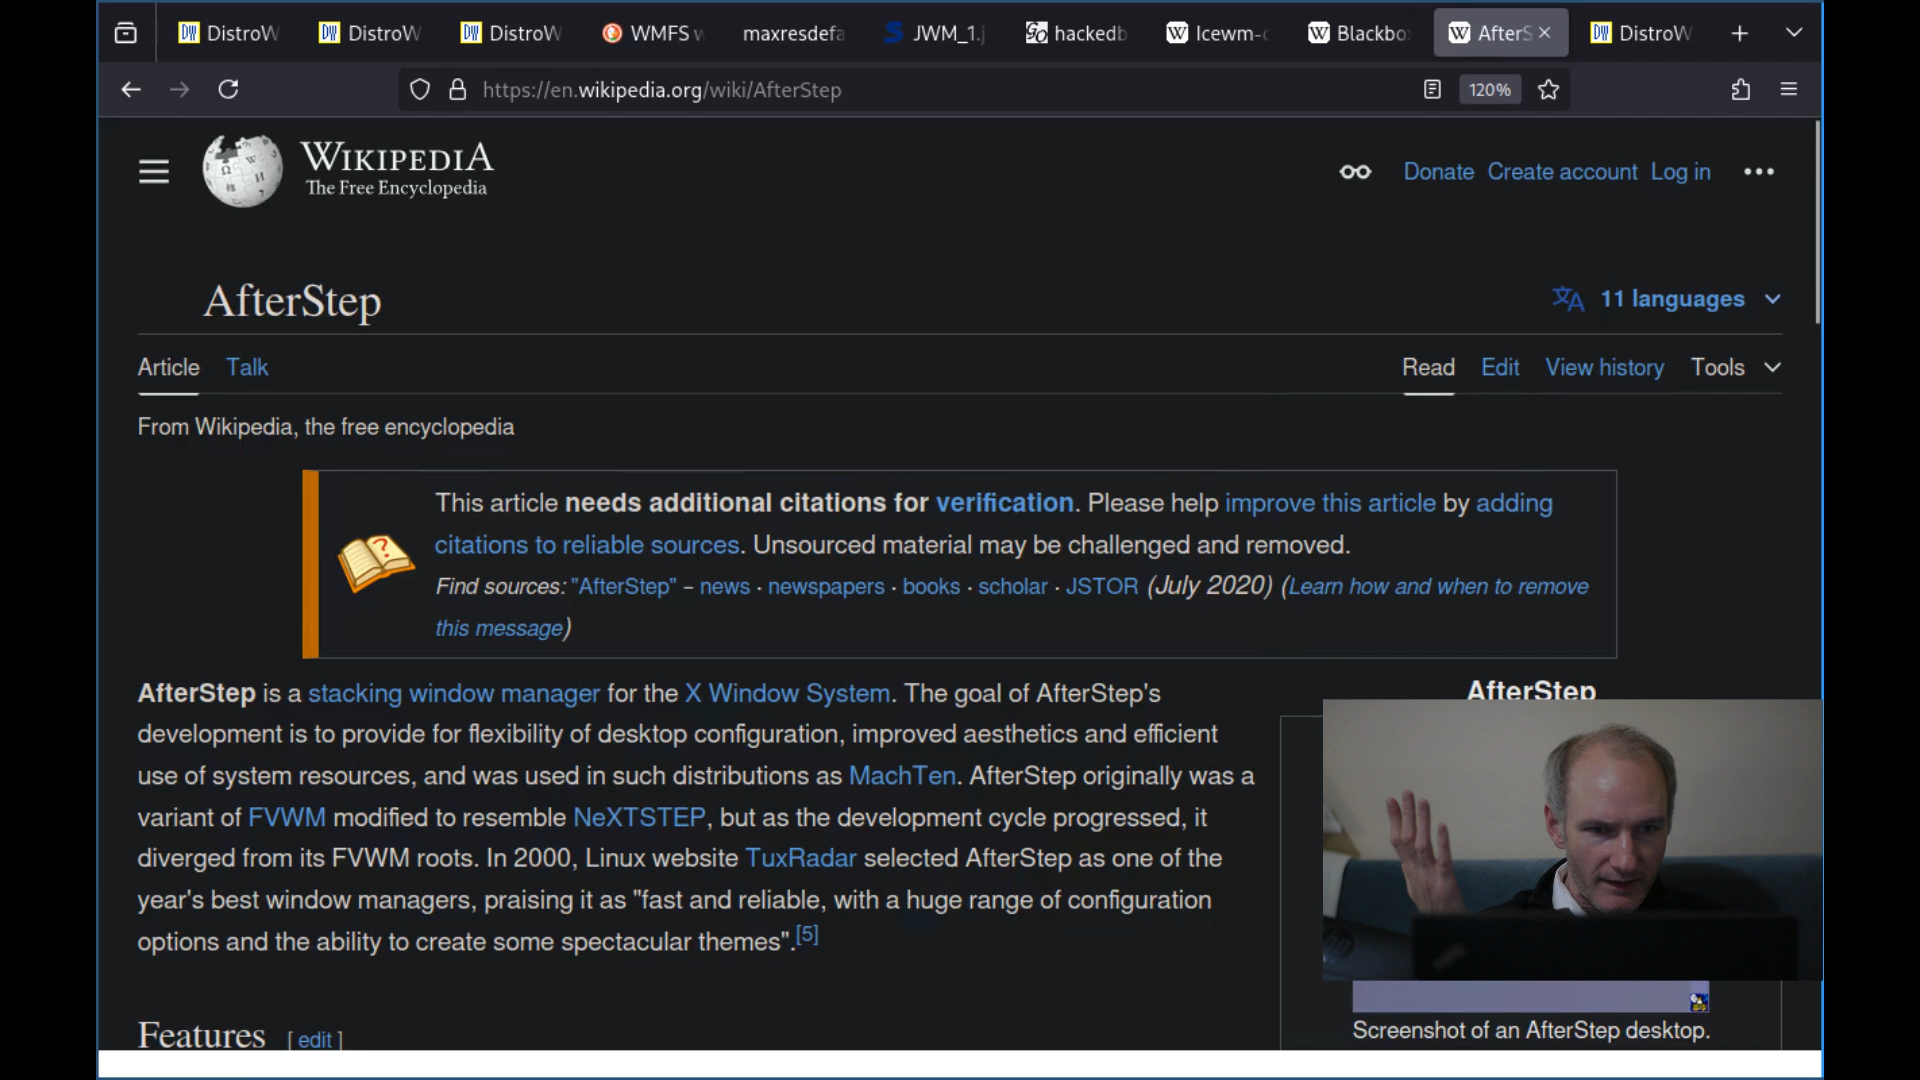 DistroW
DistroW
DistroW
WMFS w
maxresdefa
JWM_1.j
hackedb
Icewm-
Blackbo
AfterS
DistroW
https://en.wikipedia.org/wiki/AfterStep
120%
WIKIPEDIA
The Free Encyclopedia
Donate Create account Log in
AfterStep
11 languages
Article Talk
Read Edit View history Tools
From Wikipedia, the free encyclopedia
This article needs additional citations for verification. Please help improve this article by adding
citations to reliable sources. Unsourced material may be challenged and removed.
Find sources: "AfterStep" – news · newspapers · books · scholar · JSTOR (July 2020) (Learn how and when to remove
this message)
AfterStep is a stacking window manager for the X Window System. The goal of AfterStep's
development is to provide for flexibility of desktop configuration, improved aesthetics and efficient
use of system resources, and was used in such distributions as MachTen. AfterStep originally was a
variant of FVWM modified to resemble NeXTSTEP, but as the development cycle progressed, it
diverged from its FVWM roots. In 2000, Linux website TuxRadar selected AfterStep as one of the
year's best window managers, praising it as "fast and reliable, with a huge range of configuration
options and the ability to create some spectacular themes".[5]
AfterStep
Screenshot of an AfterStep desktop.
Features [ edit ]